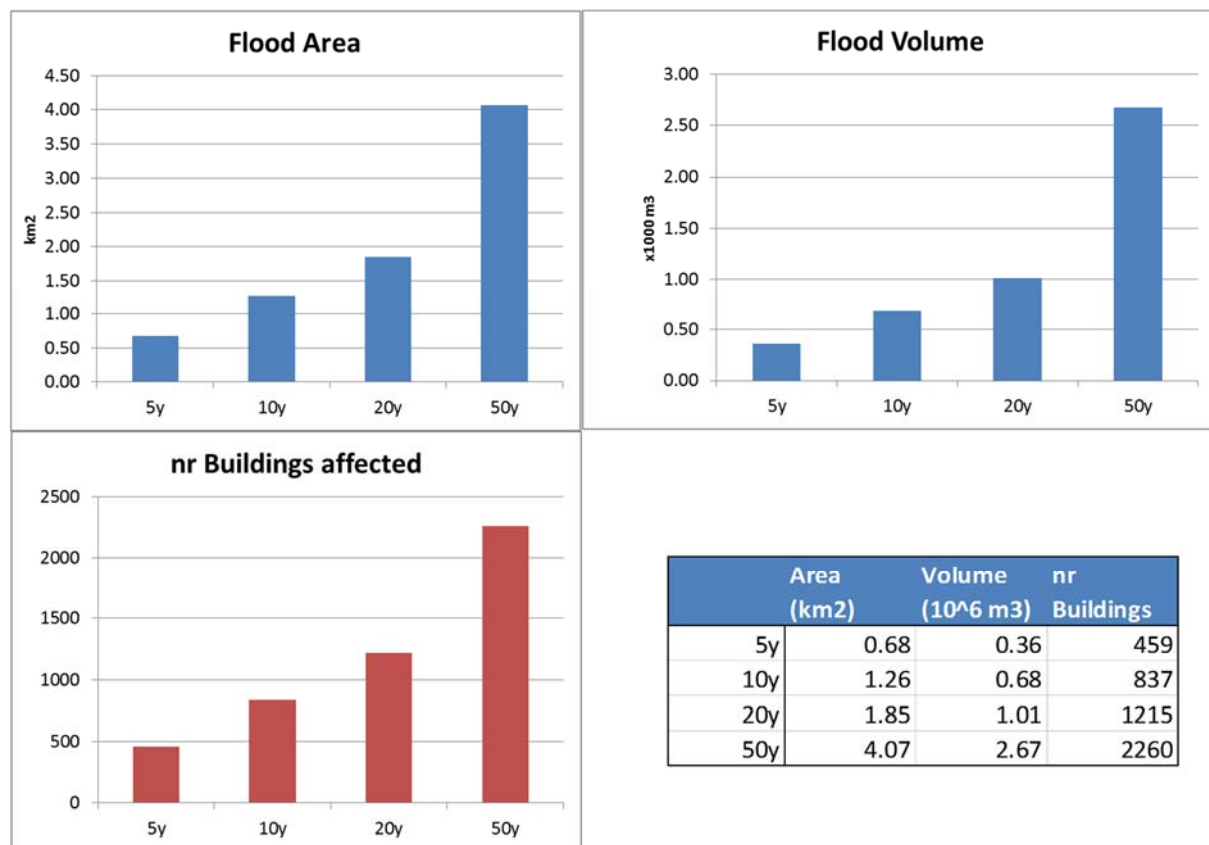 Flood Area
4.50
4.00
3.50
3.00
2.50
2.00
1.50
1.00
0.50
0.00
km2
5y 10y 20y 50y
Flood Volume
3.00
2.50
2.00
1.50
1.00
0.50
0.00
x1000 m3
5y 10y 20y 50y
nr Buildings affected
2500
2000
1500
1000
500
0
5y 10y 20y 50y
Area Volume nr
(km2) (10^6 m3) Buildings
5y 0.68 0.36 459
10y 1.26 0.68 837
20y 1.85 1.01 1215
50y 4.07 2.67 2260